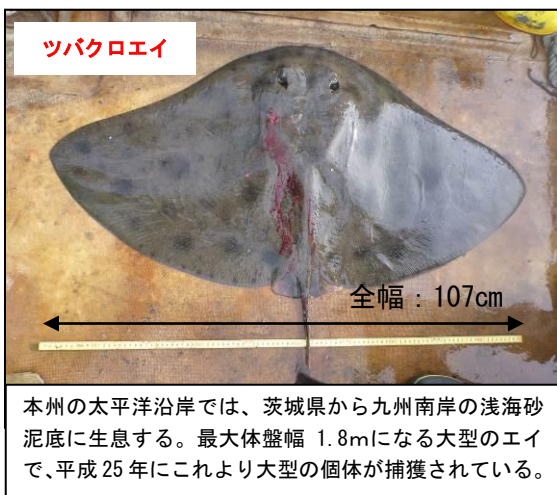 ツバクロエイ
全幅：107cm
本州の太平洋沿岸では、茨城県から九州南岸の浅海砂
泥底に生息する。最大体盤幅 1.8mになる大型のエイ
で、平成25年にこれより大型の個体が捕獲されている。